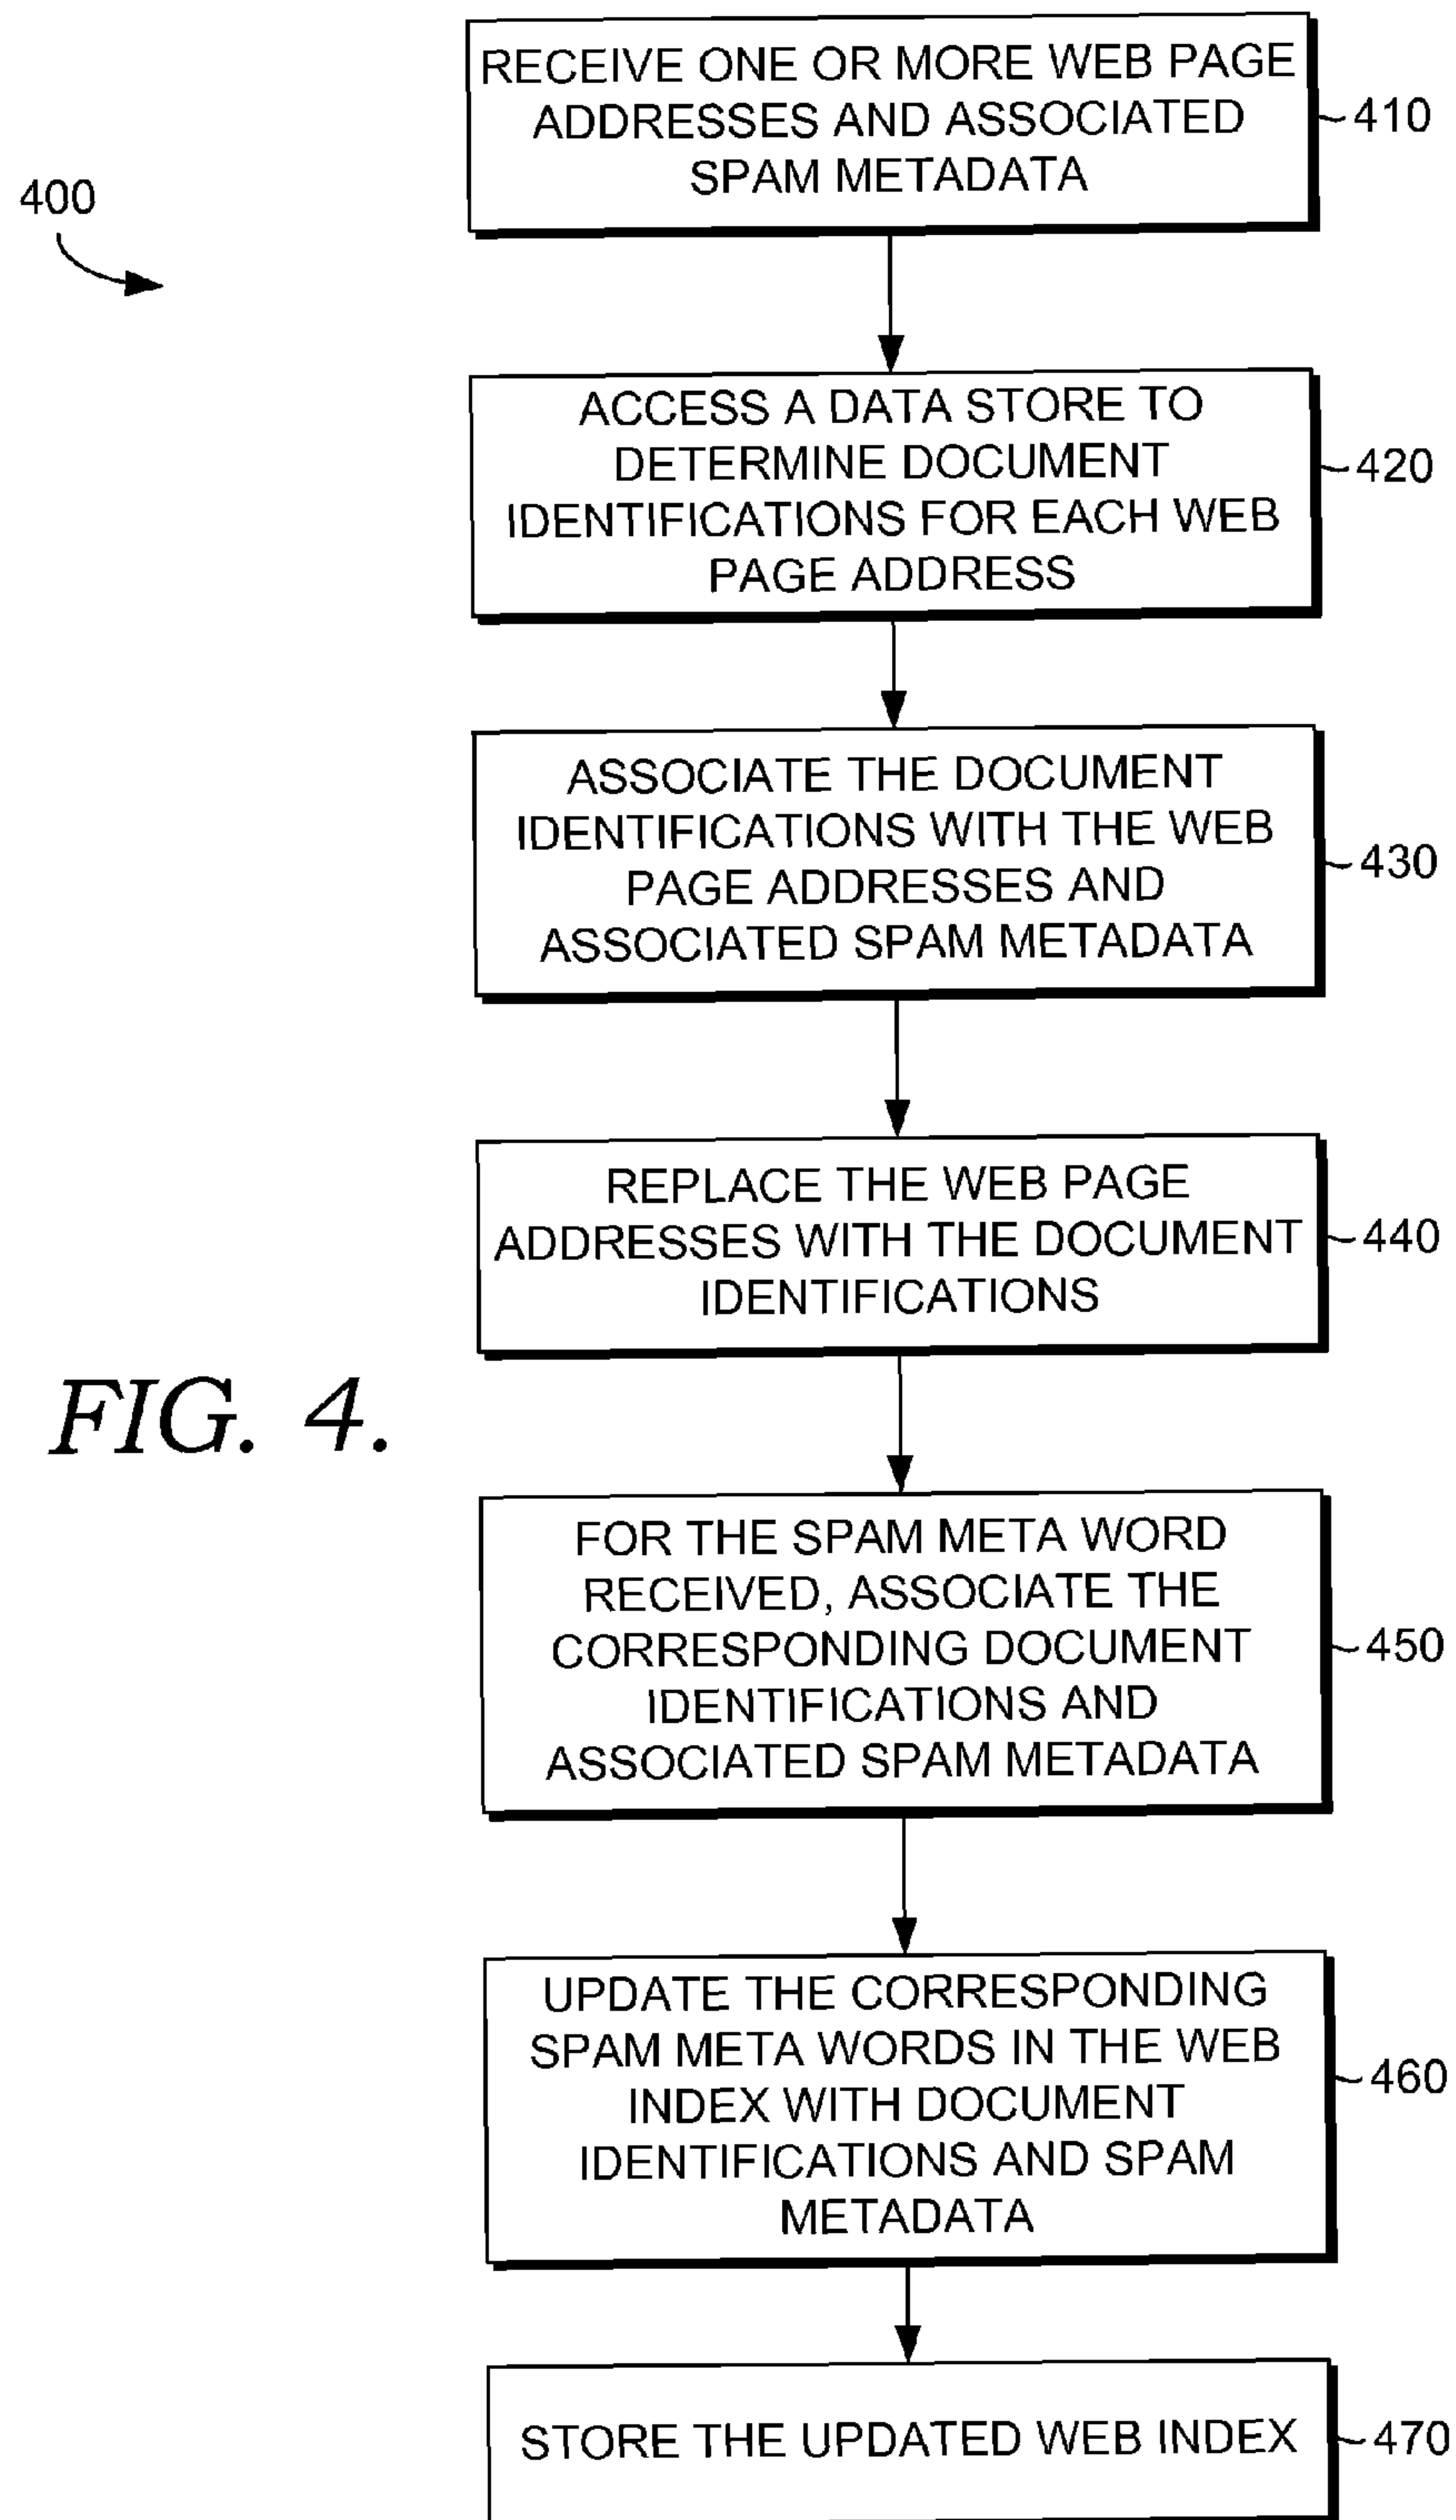 RECEIVE ONE OR MORE WEB PAGE
ADDRESSES AND ASSOCIATED
SPAM METADATA
410
400
ACCESS A DATA STORE TO
DETERMINE DOCUMENT
IDENTIFICATIONS FOR EACH WEB
PAGE ADDRESS
420
ASSOCIATE THE DOCUMENT
IDENTIFICATIONS WITH THE WEB
PAGE ADDRESSES AND
ASSOCIATED SPAM METADATA
430
REPLACE THE WEB PAGE
ADDRESSES WITH THE DOCUMENT
IDENTIFICATIONS
440
FIG. 4.
FOR THE SPAM META WORD
RECEIVED, ASSOCIATE THE
CORRESPONDING DOCUMENT
IDENTIFICATIONS AND
ASSOCIATED SPAM METADATA
450
UPDATE THE CORRESPONDING
SPAM META WORDS IN THE WEB
INDEX WITH DOCUMENT
IDENTIFICATIONS AND SPAM
METADATA
460
STORE THE UPDATED WEB INDEX
470